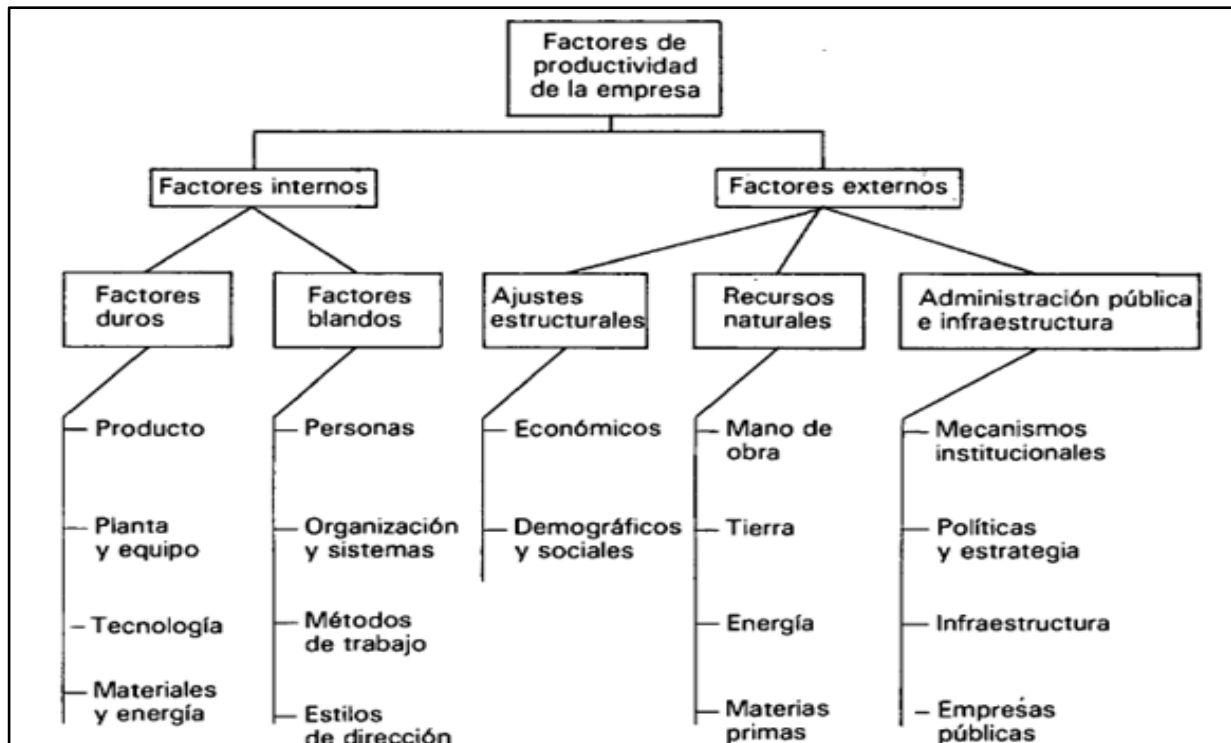 Factores de
productividad
de la empresa
Factores internos
Factores externos
Factores
duros
Factores
blandos
Ajustes
estructurales
Recursos
naturales
Administración pública
e infraestructura
Producto
Planta
y equipo
Tecnología
Materiales
y energía
Personas
Organización
y sistemas
Métodos
de trabajo
Estilos
de dirección
Económicos
Demográficos
y sociales
Mano de
obra
Tierra
Energía
Materias
primas
Mecanismos
institucionales
Políticas
y estrategia
Infraestructura
Empresas
públicas